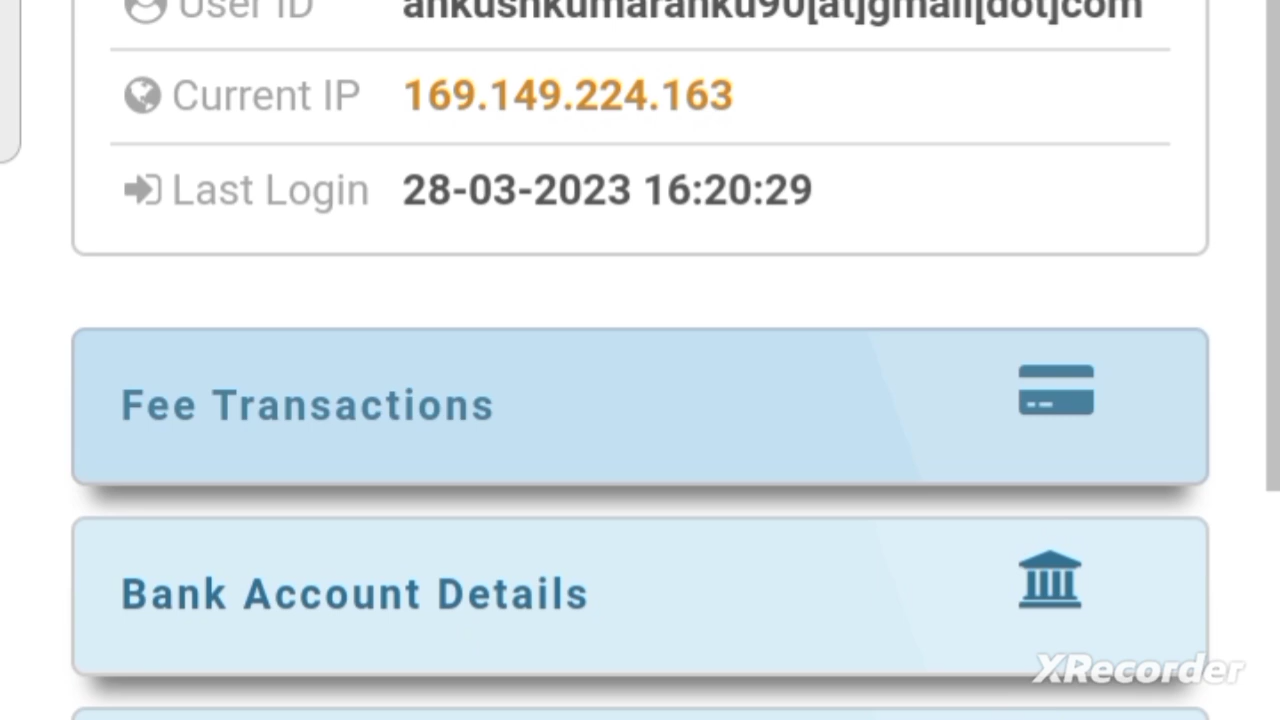 User ID ankushkumaranku90[at]gmail[dot]com
Current IP 169.149.224.163
Last Login 28-03-2023 16:20:29
Fee Transactions
Bank Account Details
XRecorder